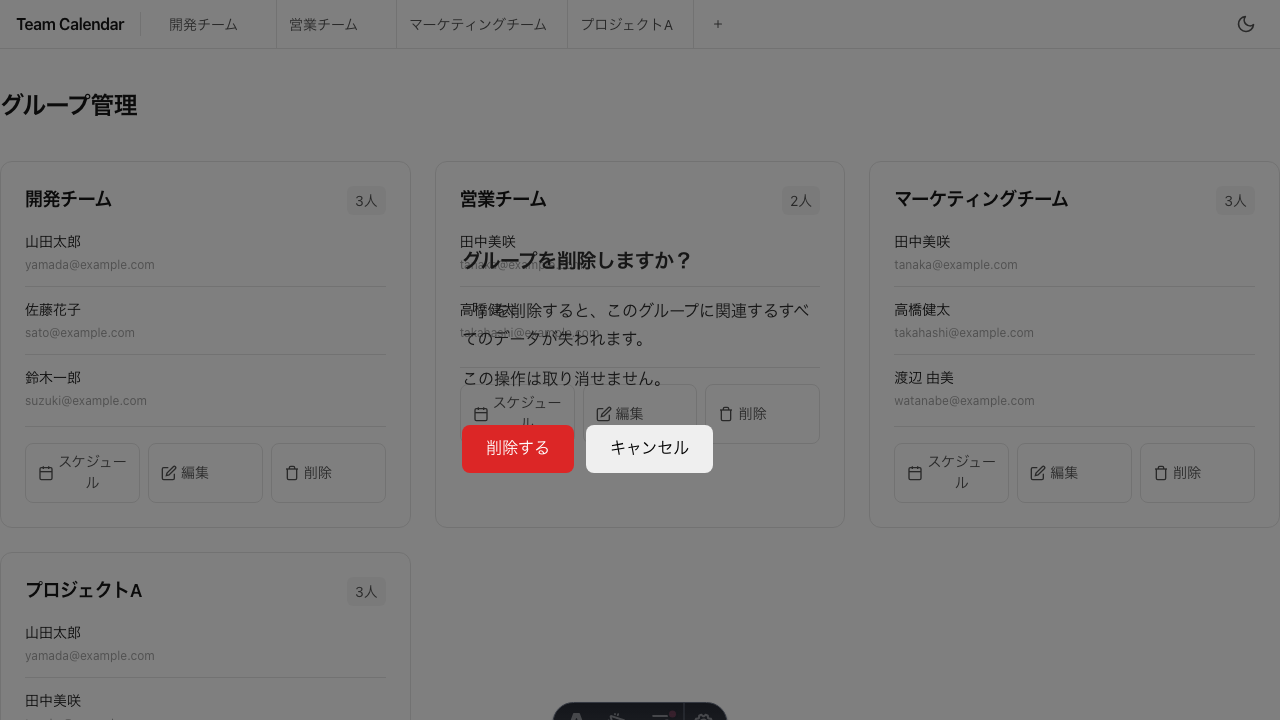 Team Calendar
開発チーム
営業チーム
マーケティングチーム
プロジェクトA
+
グループ管理
開発チーム
3人
山田太郎
yamada@example.com
佐藤花子
sato@example.com
鈴木一郎
suzuki@example.com
スケジュー
ル
編集
削除
営業チーム
2人
田中美咲
tanaka@example.com
高橋健太
takahashi@example.com
スケジュー
ル
編集
削除
グループを削除しますか？
「」を削除すると、このグループに関連するすべ
てのデータが失われます。
この操作は取り消せません。
削除する
キャンセル
マーケティングチーム
3人
田中美咲
tanaka@example.com
高橋健太
takahashi@example.com
渡辺 由美
watanabe@example.com
スケジュー
ル
編集
削除
プロジェクトA
3人
山田太郎
yamada@example.com
田中美咲